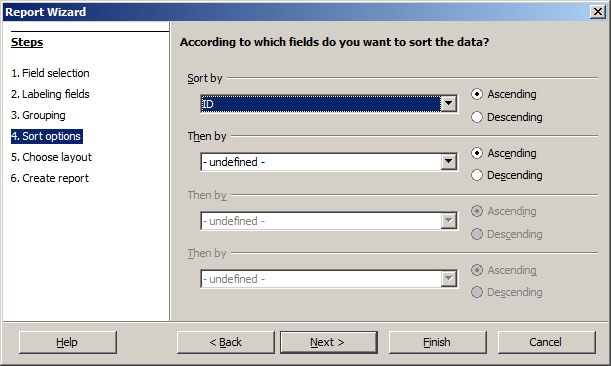 Report Wizard
Steps
1. Field selection
2. Labeling fields
3. Grouping
4. Sort options
5. Choose layout
6. Create report
According to which fields do you want to sort the data?
Sort by
ID
Ascending
Descending
Then by
- undefined -
Ascending
Descending
Then by
- undefined -
Ascending
Descending
Then by
- undefined -
Ascending
Descending
Help
< Back
Next >
Finish
Cancel